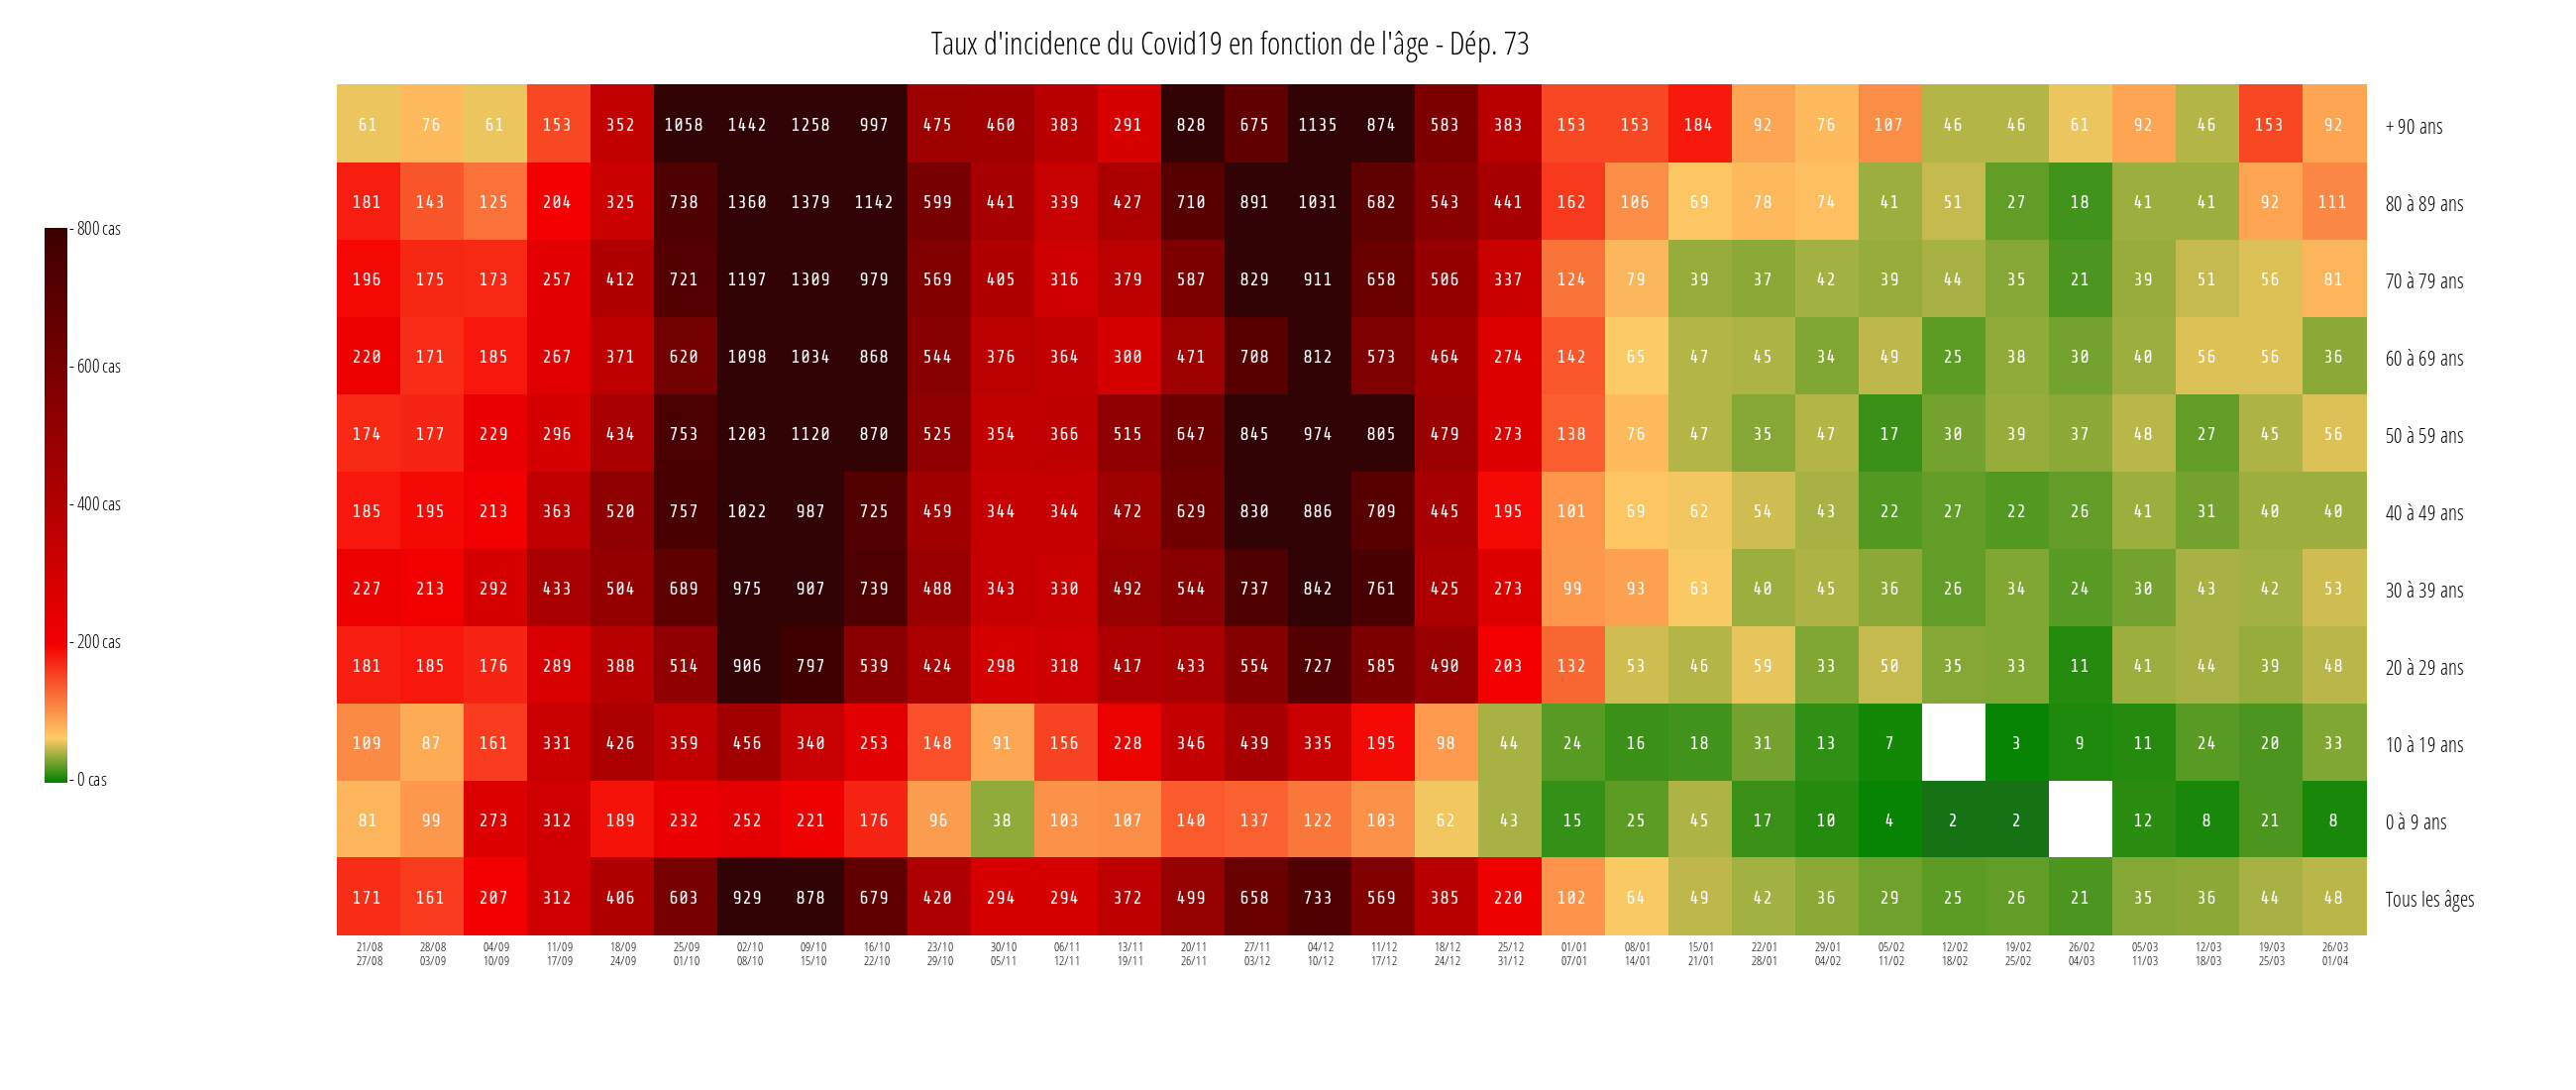 Taux d'incidence du Covid19 en fonction de l'âge - Dép. 73
61 76 61 153 352 1058 1442 1258 997 475 460 383 291 828 675 1135 874 583 383 153 153 184 92 76 107 46 46 61 92 46 153 92 + 90 ans
181 143 125 204 325 738 1360 1379 1142 599 441 339 427 710 891 1031 682 543 441 162 106 69 78 74 41 51 27 18 41 41 92 111 80 à 89 ans
- 800 cas
196 175 173 257 412 721 1197 1309 979 569 405 316 379 587 829 911 658 506 337 124 79 39 37 42 39 44 35 21 39 51 56 81 70 à 79 ans
220 171 185 267 371 620 1098 1034 868 544 376 364 300 471 708 812 573 464 274 142 65 47 45 34 49 25 38 30 40 56 56 36 60 à 69 ans
- 600 cas
174 177 229 296 434 753 1203 1120 870 525 354 366 515 647 845 974 805 479 273 138 76 47 35 47 17 30 39 37 48 27 45 56 50 à 59 ans
- 400 cas
185 195 213 363 520 757 1022 987 725 459 344 344 472 629 830 886 709 445 195 101 69 62 54 43 22 27 22 26 41 31 40 40 40 à 49 ans
227 213 292 433 504 689 975 907 739 488 343 330 492 544 737 842 761 425 273 99 93 63 40 45 36 26 34 24 30 43 42 53 30 à 39 ans
- 200 cas
181 185 176 289 388 514 906 797 539 424 298 318 417 433 554 727 585 490 203 132 53 46 59 33 50 35 33 11 41 44 39 48 20 à 29 ans
109 87 161 331 426 359 456 340 253 148 91 156 228 346 439 335 195 98 44 24 16 18 31 13 7 3 9 11 24 20 33 10 à 19 ans
- 0 cas
81 99 273 312 189 232 252 221 176 96 38 103 107 140 137 122 103 62 43 15 25 45 17 10 4 2 2 12 8 21 8 0 à 9 ans
171 161 207 312 406 603 929 878 679 420 294 294 372 499 658 733 569 385 220 102 64 49 42 36 29 25 26 21 35 36 44 48 Tous les âges
21/08 28/08 04/09 11/09 18/09 25/09 02/10 09/10 16/10 23/10 30/10 06/11 13/11 20/11 27/11 04/12 11/12 18/12 25/12 01/01 08/01 15/01 22/01 29/01 05/02 12/02 19/02 26/02 05/03 12/03 19/03 26/03
27/08 03/09 10/09 17/09 24/09 01/10 08/10 15/10 22/10 29/10 05/11 12/11 19/11 26/11 03/12 10/12 17/12 24/12 31/12 07/01 14/01 21/01 28/01 04/02 11/02 18/02 25/02 04/03 11/03 18/03 25/03 01/04